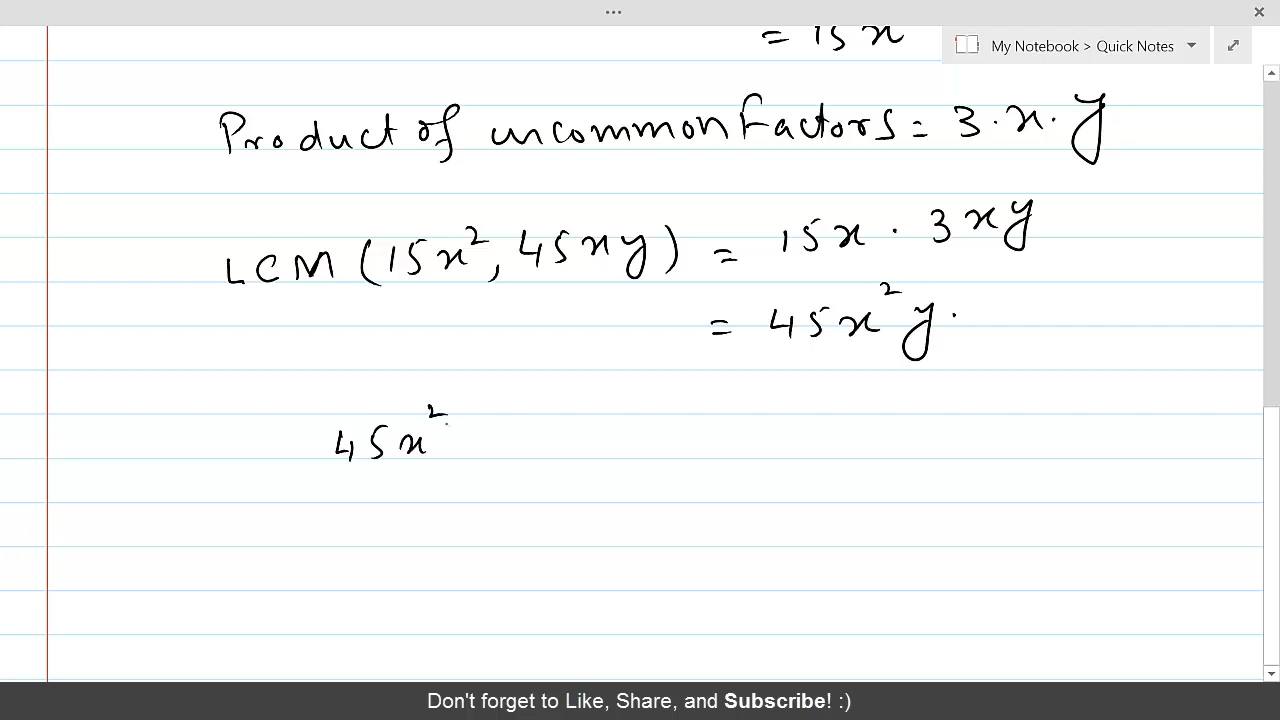 ...
×
= 15x
My Notebook > Quick Notes
Product of uncommon factors = 3 · x · y
LCM (15x², 45xy) = 15x · 3xy
= 45x²y.
45x²
Don't forget to Like, Share, and Subscribe! :)